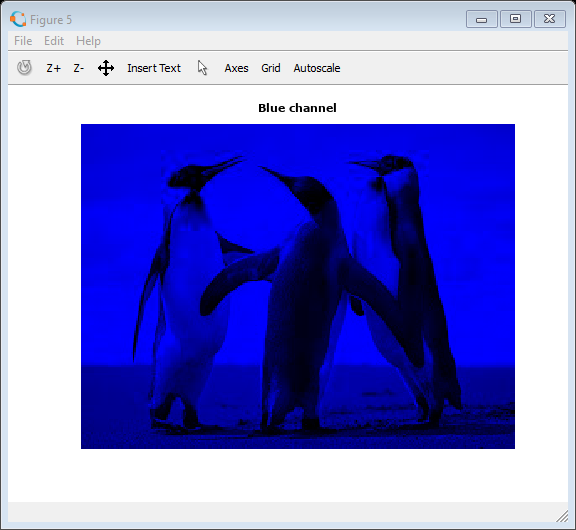 Figure 5
File Edit Help
Z+ Z- Insert Text Axes Grid Autoscale
Blue channel